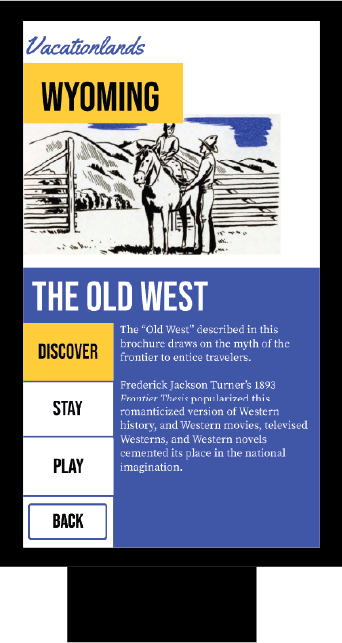 Vacationlands
WYOMING
THE OLD WEST
DISCOVER
STAY
PLAY
BACK
The “Old West” described in this
brochure draws on the myth of the
frontier to entice travelers.
Frederick Jackson Turner’s 1893
Frontier Thesis popularized this
romanticized version of Western
history, and Western movies, televised
Westerns, and Western novels
cemented its place in the national
imagination.